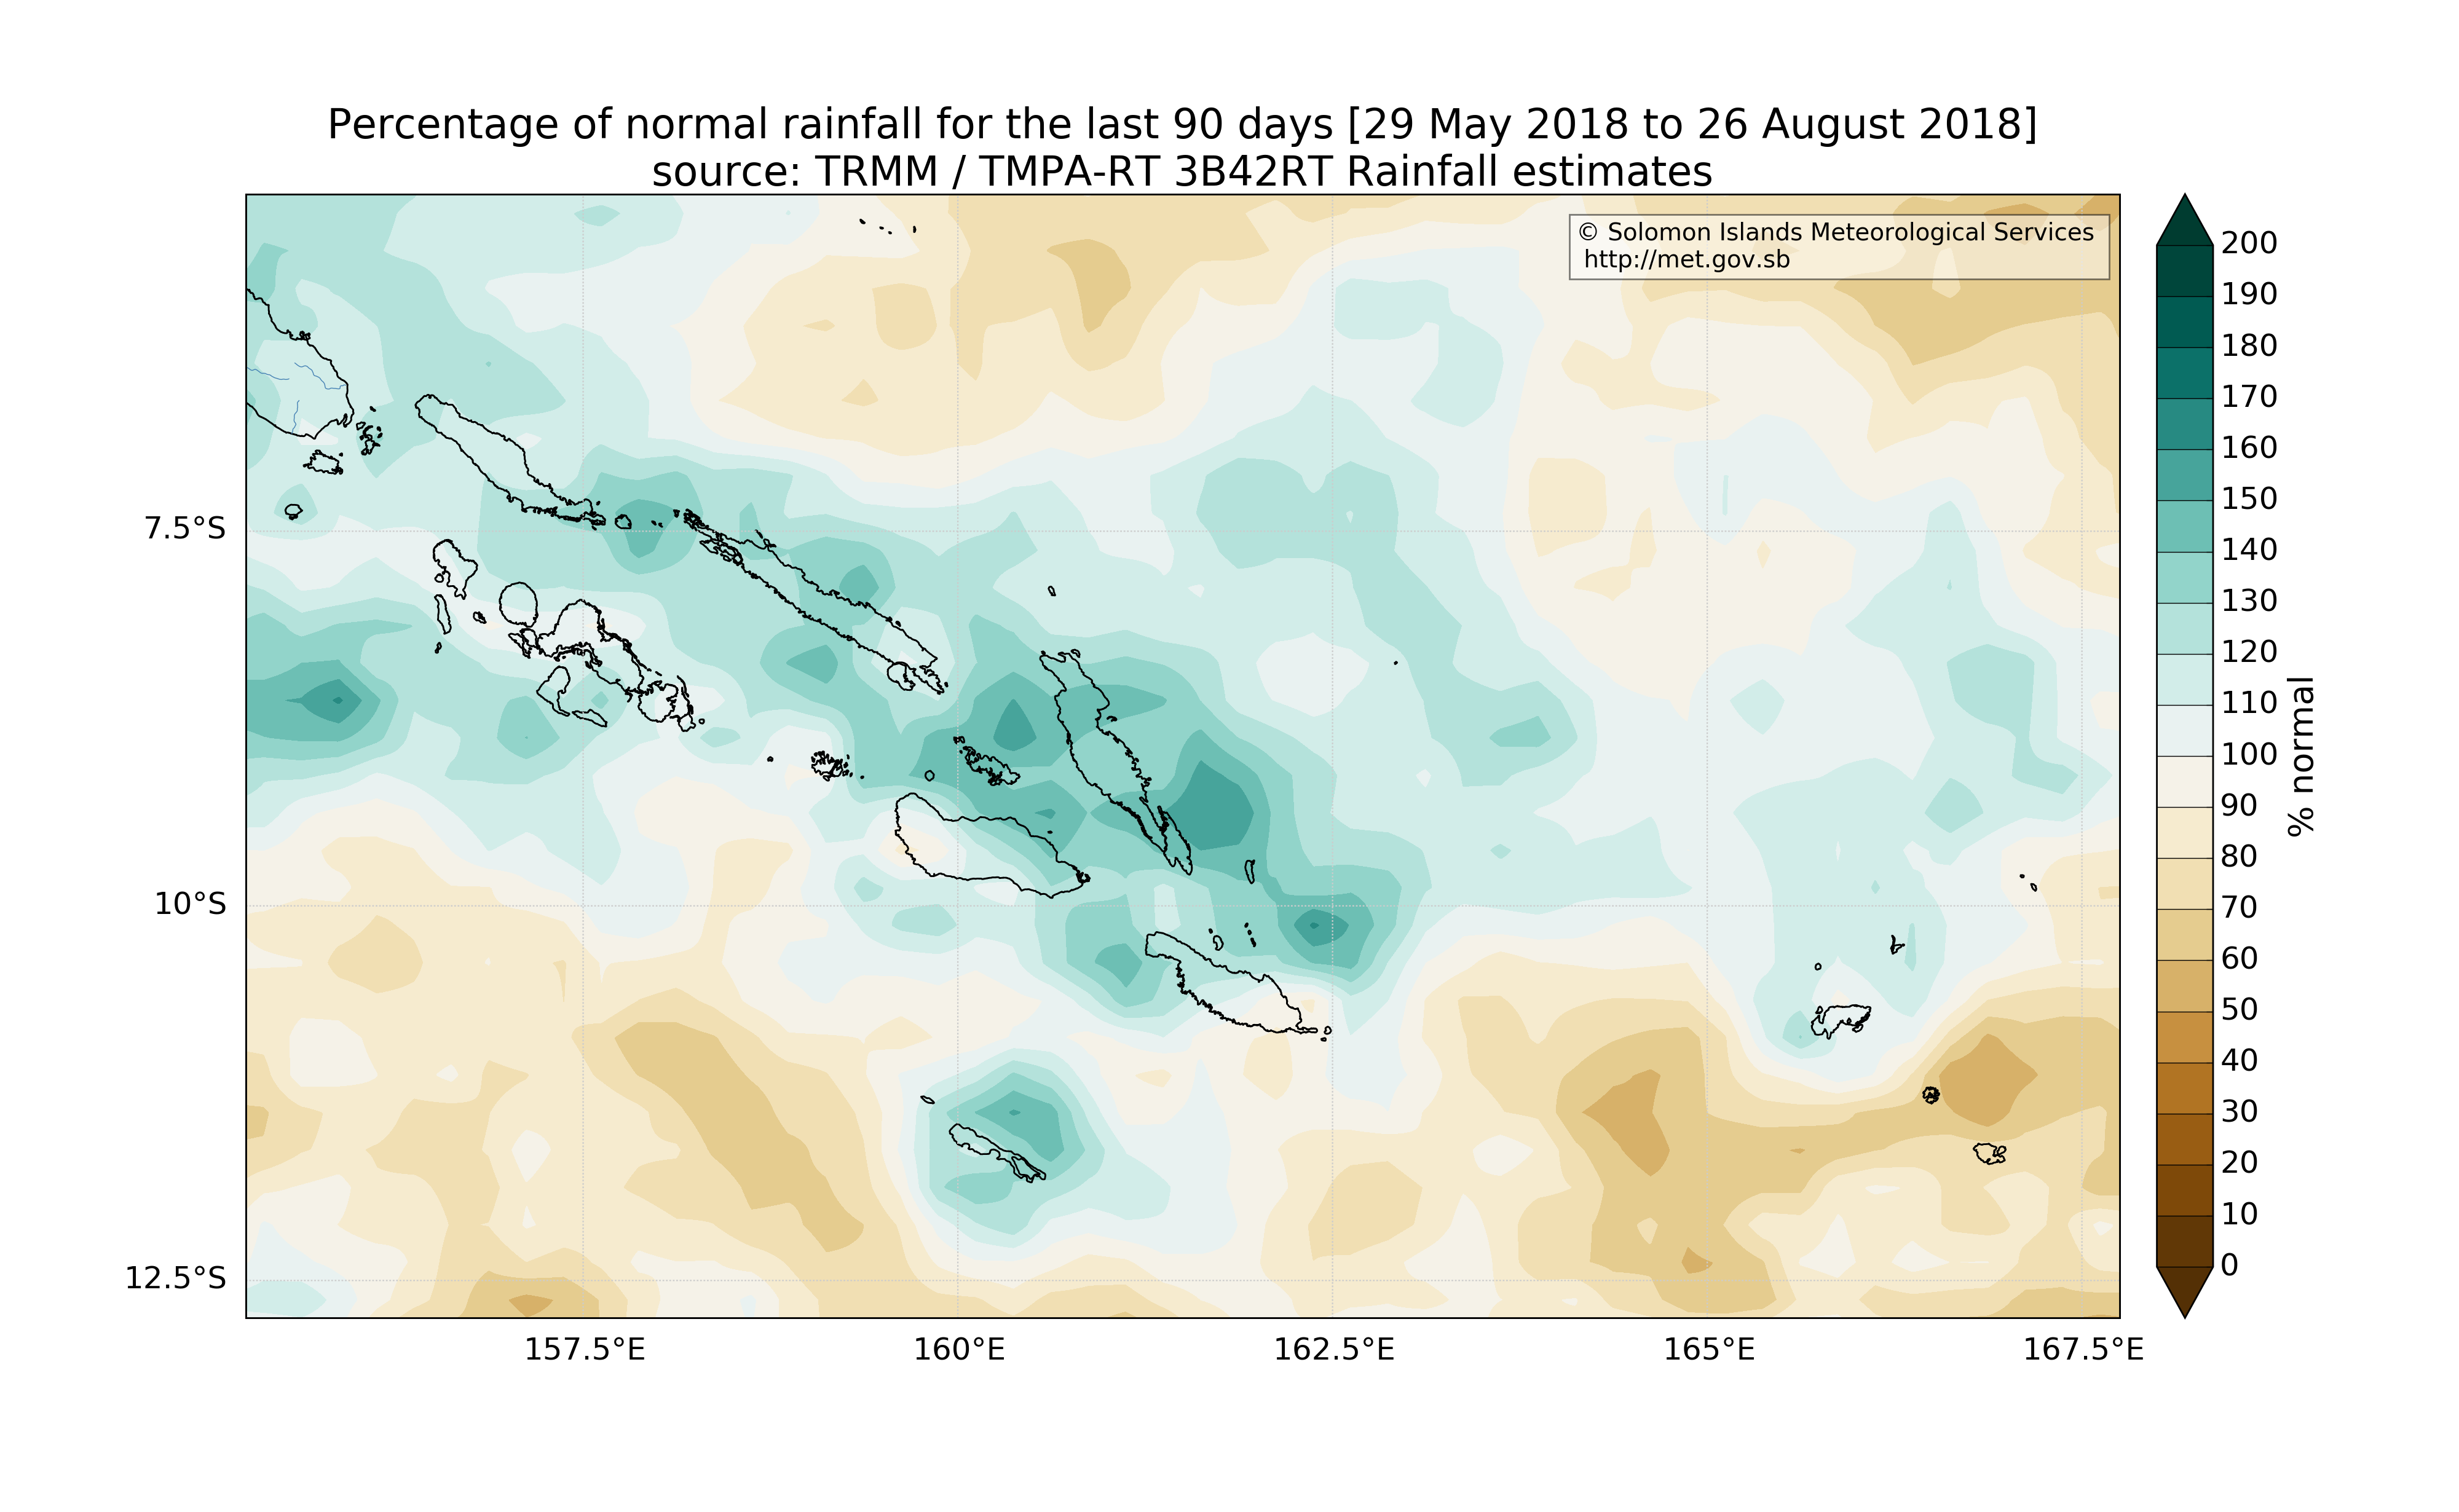 Percentage of normal rainfall for the last 90 days [29 May 2018 to 26 August 2018]
source: TRMM / TMPA-RT 3B42RT Rainfall estimates
© Solomon Islands Meteorological Services
http://met.gov.sb
7.5°S
10°S
12.5°S
157.5°E
160°E
162.5°E
165°E
167.5°E
200
190
180
170
160
150
140
130
120
110
100
90
80
70
60
50
40
30
20
10
0
% normal